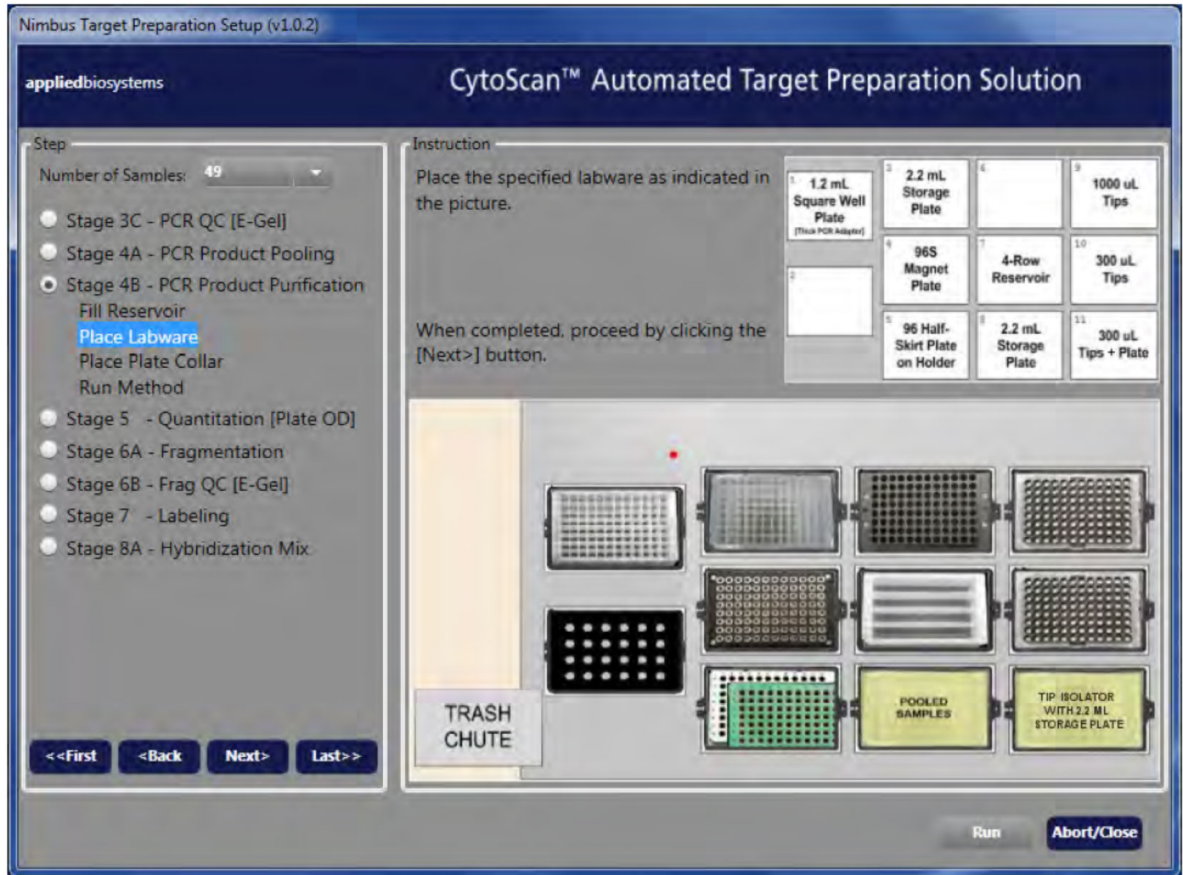 Nimbus Target Preparation Setup (v1.0.2)
appliedbiosystems
CytoScan™ Automated Target Preparation Solution
Step
Number of Samples: 49
Stage 3C - PCR QC [E-Gel]
Stage 4A - PCR Product Pooling
Stage 4B - PCR Product Purification
Fill Reservoir
Place Labware
Place Plate Collar
Run Method
Stage 5 - Quantitation [Plate OD]
Stage 6A - Fragmentation
Stage 6B - Frag QC [E-Gel]
Stage 7 - Labeling
Stage 8A - Hybridization Mix
<<First
<Back
Next>
Last>>
Instruction
Place the specified labware as indicated in
the picture.
When completed, proceed by clicking the
[Next>] button.
1
1.2 mL
Square Well
Plate
[Thick PCR Adapter]
2
3
2.2 mL
Storage
Plate
4
96S
Magnet
Plate
5
96 Half-
Skirt Plate
on Holder
6
7
4-Row
Reservoir
8
2.2 mL
Storage
Plate
9
1000 uL
Tips
10
300 uL
Tips
11
300 uL
Tips + Plate
TRASH
CHUTE
POOLED
SAMPLES
TIP ISOLATOR
WITH 2.2 ML
STORAGE PLATE
Run
Abort/Close